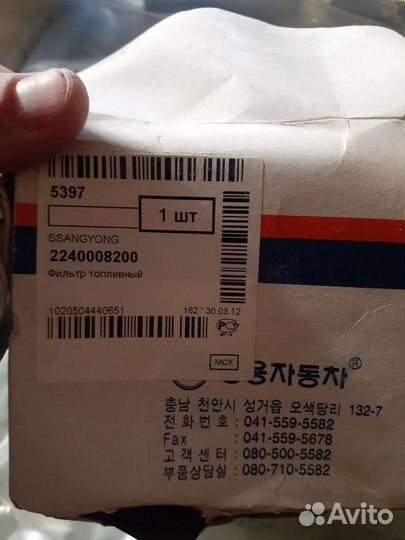 5397
1 шт
SSANGYONG
2240008200
Фильтр топливный
1020504440651
162 * 30.03.12
РСТ
МСК
용자동차®
충남 천안시 성거읍 오색당리 132-7
전 화 번 호 : 041-559-5582
Fax : 041-559-5678
고 객 센 터 : 080-500-5582
부품상담실 : 080-710-5582
Avito